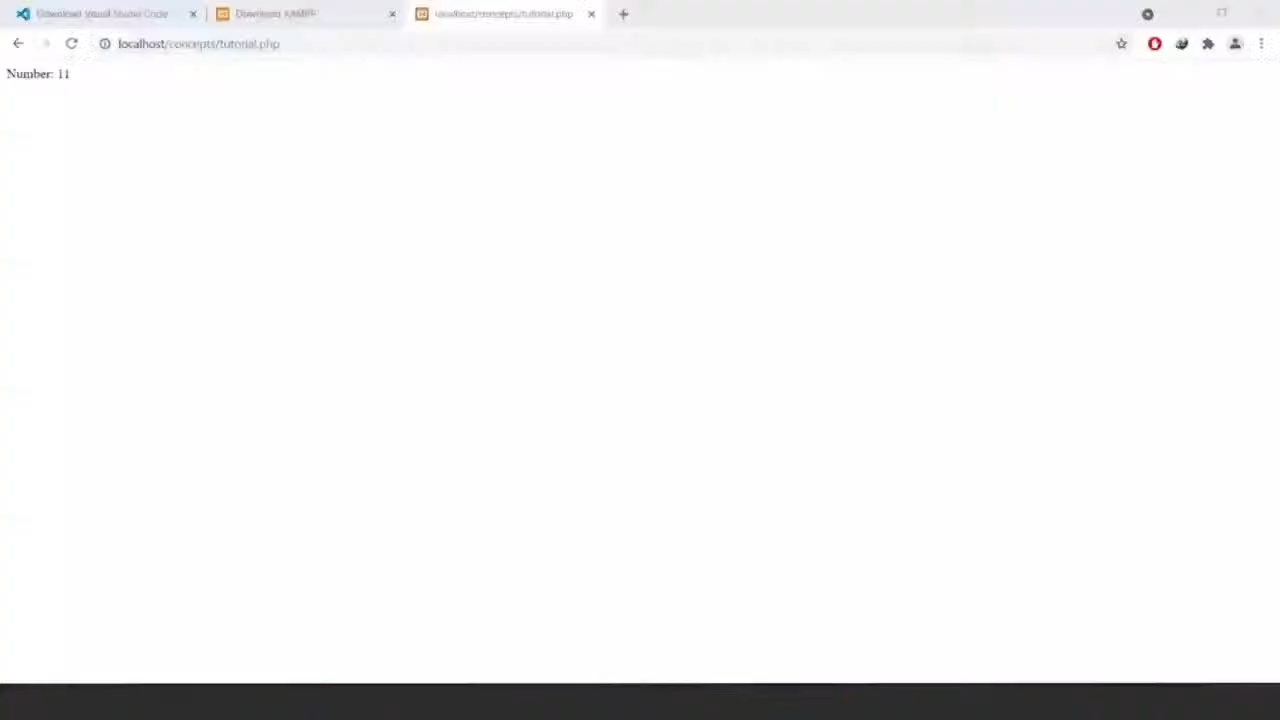 Download Visual Studio Code
Download XAMPP
localhost/concepts/tutorial.php
localhost/concepts/tutorial.php
Number: 11